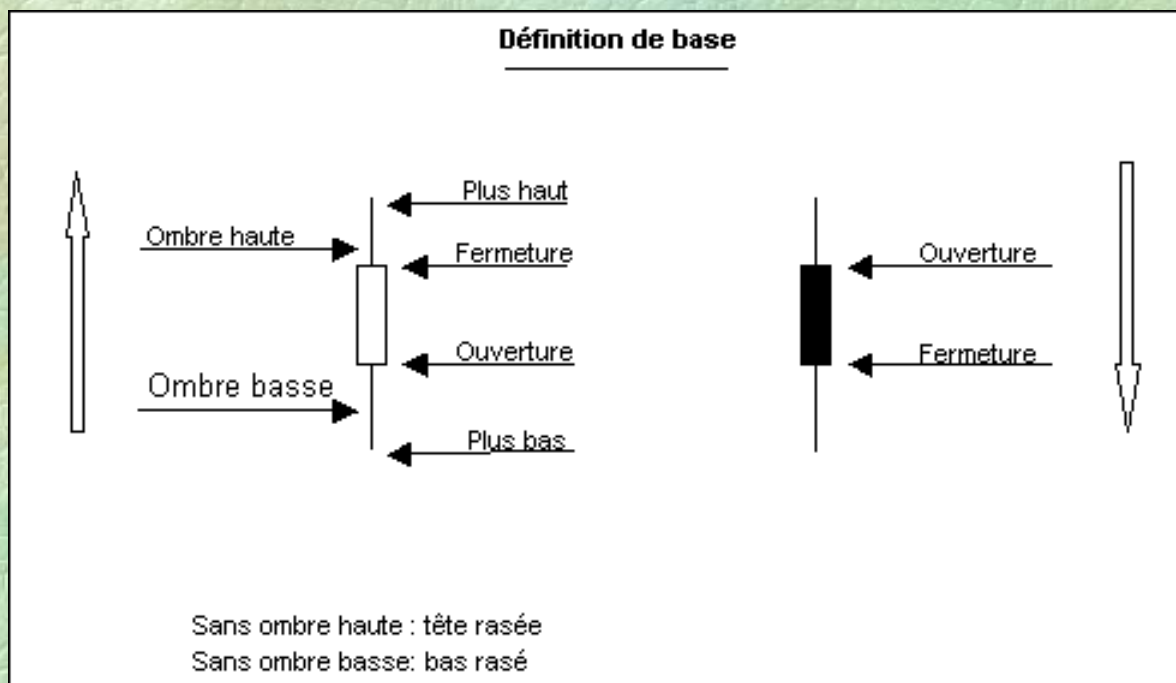 Définition de base
Plus haut
Ombre haute
Fermeture
Ouverture
Ombre basse
Plus bas
Ouverture
Fermeture
Sans ombre haute : tête rasée
Sans ombre basse: bas rasé